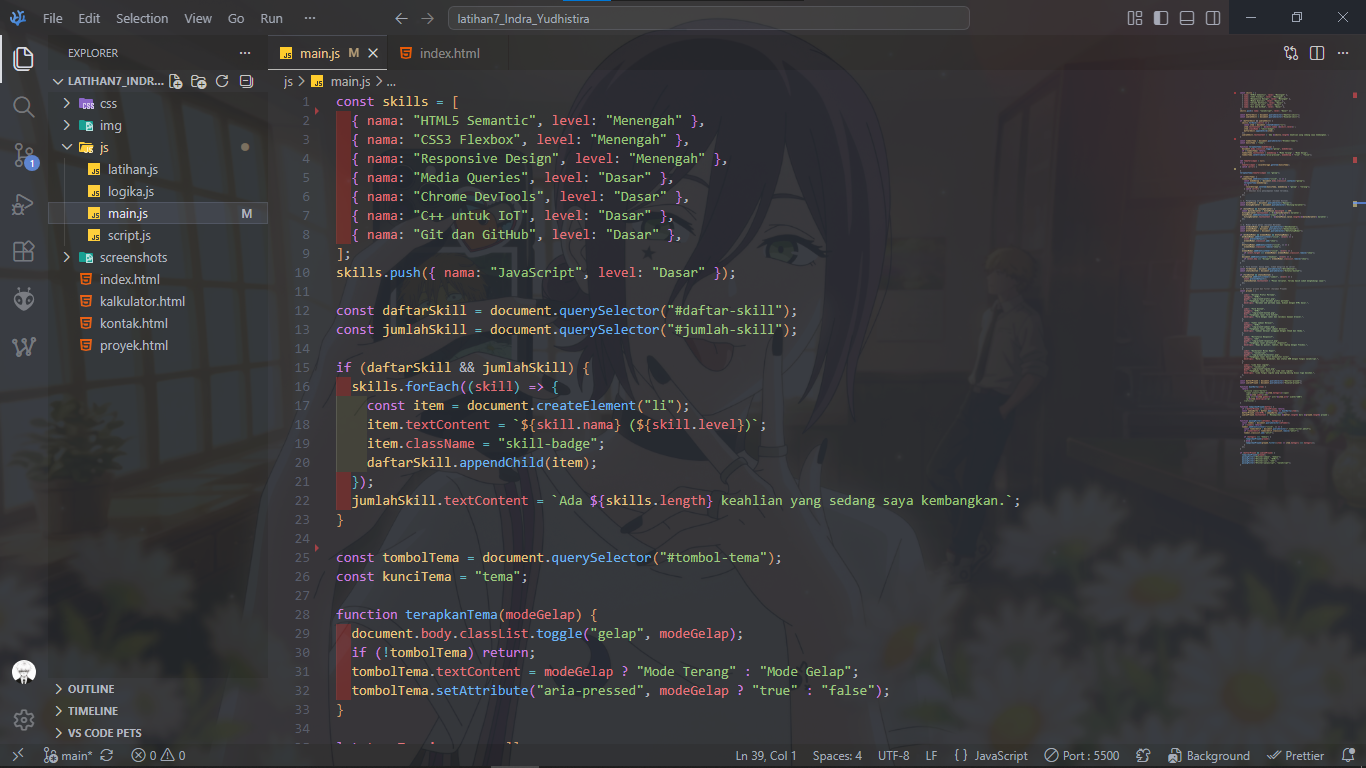 File Edit Selection View Go Run ···
latihan7_Indra_Yudhistira
EXPLORER
LATIHAN7_INDR...
css
img
js
latihan.js
logika.js
main.js M
script.js
screenshots
index.html
kalkulator.html
kontak.html
proyek.html
OUTLINE
TIMELINE
VS CODE PETS
main.js M
index.html
js > main.js > ...
1 const skills = [
2 { nama: "HTML5 Semantic", level: "Menengah" },
3 { nama: "CSS3 Flexbox", level: "Menengah" },
4 { nama: "Responsive Design", level: "Menengah" },
5 { nama: "Media Queries", level: "Dasar" },
6 { nama: "Chrome DevTools", level: "Dasar" },
7 { nama: "C++ untuk IoT", level: "Dasar" },
8 { nama: "Git dan GitHub", level: "Dasar" },
9 ];
10 skills.push({ nama: "JavaScript", level: "Dasar" });
11
12 const daftarSkill = document.querySelector("#daftar-skill");
13 const jumlahSkill = document.querySelector("#jumlah-skill");
14
15 if (daftarSkill && jumlahSkill) {
16 skills.forEach((skill) => {
17 const item = document.createElement("li");
18 item.textContent = `${skill.nama} (${skill.level})`;
19 item.className = "skill-badge";
20 daftarSkill.appendChild(item);
21 });
22 jumlahSkill.textContent = `Ada ${skills.length} keahlian yang sedang saya kembangkan.`;
23 }
24
25 const tombolTema = document.querySelector("#tombol-tema");
26 const kunciTema = "tema";
27
28 function terapkanTema(modeGelap) {
29 document.body.classList.toggle("gelap", modeGelap);
30 if (!tombolTema) return;
31 tombolTema.textContent = modeGelap ? "Mode Terang" : "Mode Gelap";
32 tombolTema.setAttribute("aria-pressed", modeGelap ? "true" : "false");
33 }
34
main* 0 0
Ln 39, Col 1 Spaces: 4 UTF-8 LF { } JavaScript Port : 5500 Background Prettier